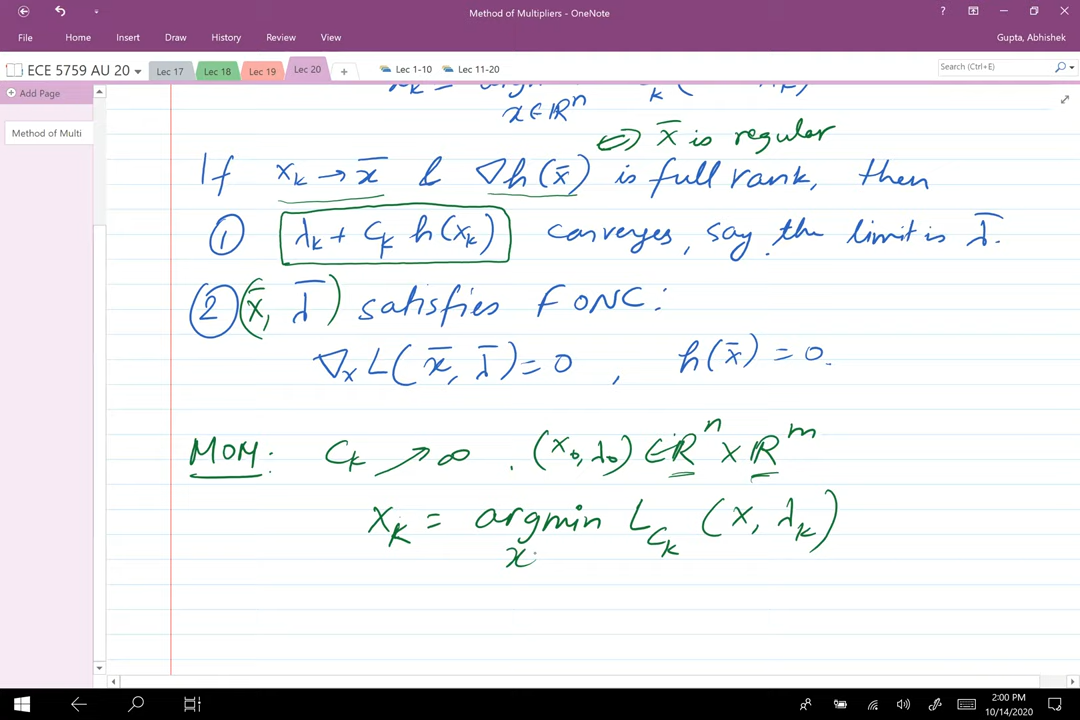 Method of Multipliers - OneNote
File Home Insert Draw History Review View Gupta, Abhishek
ECE 5759 AU 20 Lec 17 Lec 18 Lec 19 Lec 20 Lec 1-10 Lec 11-20 Search (Ctrl+E)
Add Page
Method of Multi
x ∈ ℝⁿ
⇔ x̄ is regular
If x_k → x̄ & ∇h(x̄) is full rank, then
① λ_k + c_k h(x_k) converges, say the limit is λ̄.
② (x̄, λ̄) satisfies FONC:
∇_x L(x̄, λ̄) = 0, h(x̄) = 0.
MOM: c_k ↗ ∞. (x_0, λ_0) ∈ ℝⁿ × ℝᵐ
x_k = argmin L_{c_k} (x, λ_k)
x
2:00 PM
10/14/2020